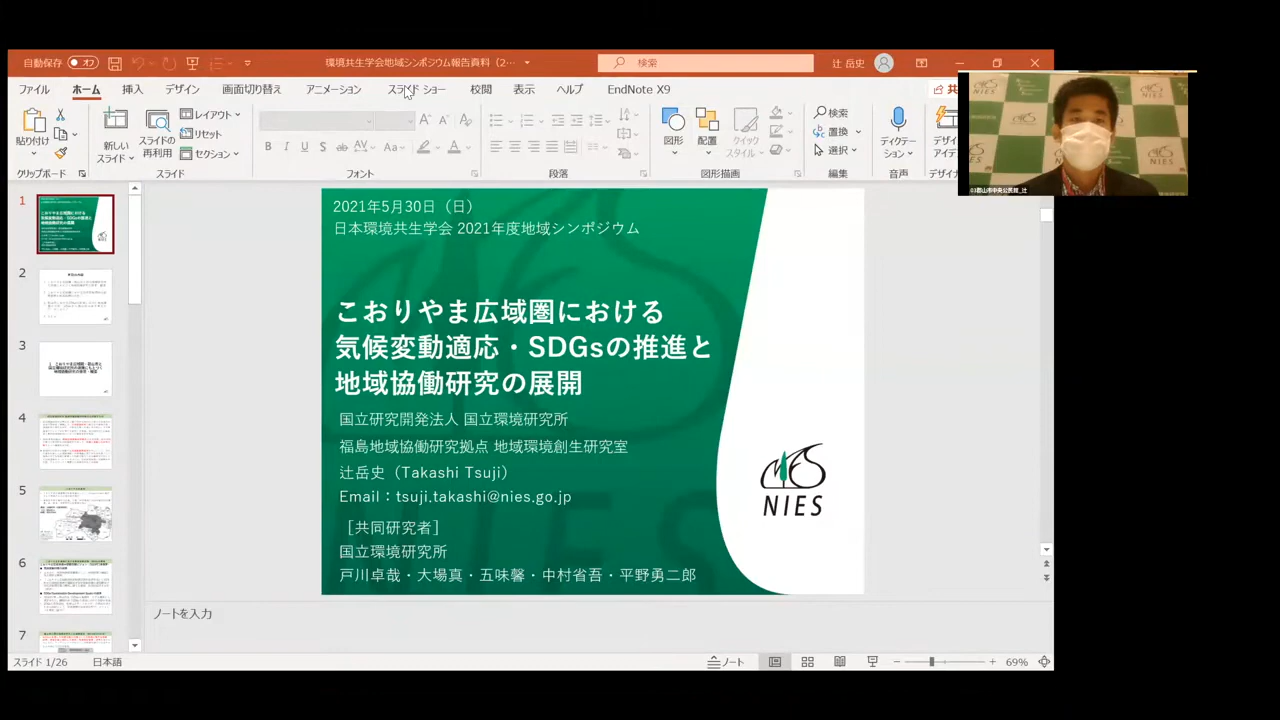 自動保存 オフ
環境共生学会地域シンポジウム報告資料 (2…
検索
辻 岳史
ファイル ホーム 挿入 デザイン 画面切り替え アニメーション スライド ショー 校閲 表示 ヘルプ EndNote X9
貼り付け
新しい
スライド
スライドの
再利用
レイアウト
リセット
セクション
図形
配置
クイック
スタイル
検索
置換
選択
ディクテー
ション
クリップボード
スライド
フォント
段落
図形描画
編集
音声
03郡山市中央公民館_辻
1
2
3
4
5
6
7
2021年5月30日(日)
日本環境共生学会 2021年度地域シンポジウム
こおりやま広域圏における
気候変動適応・SDGsの推進と
地域協働研究の展開
国立研究開発法人 国立環境研究所
福島地域協働研究拠点 地域環境創生研究室
辻岳史(Takashi Tsuji)
Email:tsuji.takashi@nies.go.jp
[共同研究者]
国立環境研究所
戸川卓哉・大場真・五味馨・中村省吾・平野勇二郎
NIES
ノートを入力
スライド 1/26 日本語
ノート
69%